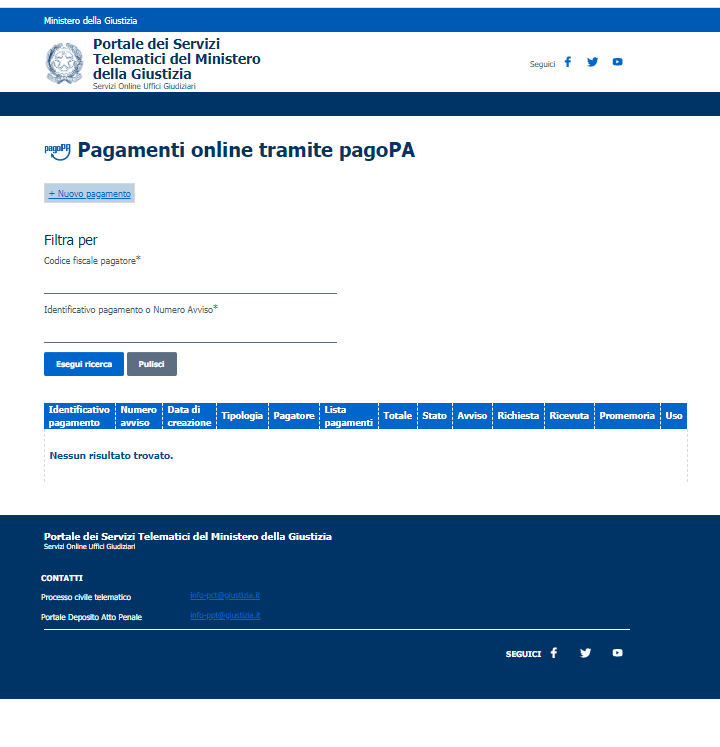 Ministero della Giustizia
Portale dei Servizi
Telematici del Ministero
della Giustizia
Servizi Online Uffici Giudiziari
Seguici
pagoPA Pagamenti online tramite pagoPA
+ Nuovo pagamento
Filtra per
Codice fiscale pagatore*
Identificativo pagamento o Numero Avviso*
Esegui ricerca Pulisci
Identificativo pagamento Numero avviso Data di creazione Tipologia Pagatore Lista pagamenti Totale Stato Avviso Richiesta Ricevuta Promemoria Uso
Nessun risultato trovato.
Portale dei Servizi Telematici del Ministero della Giustizia
Servizi Online Uffici Giudiziari
CONTATTI
Processo civile telematico info-pct@giustizia.it
Portale Deposito Atto Penale info-ppt@giustizia.it
SEGUICI